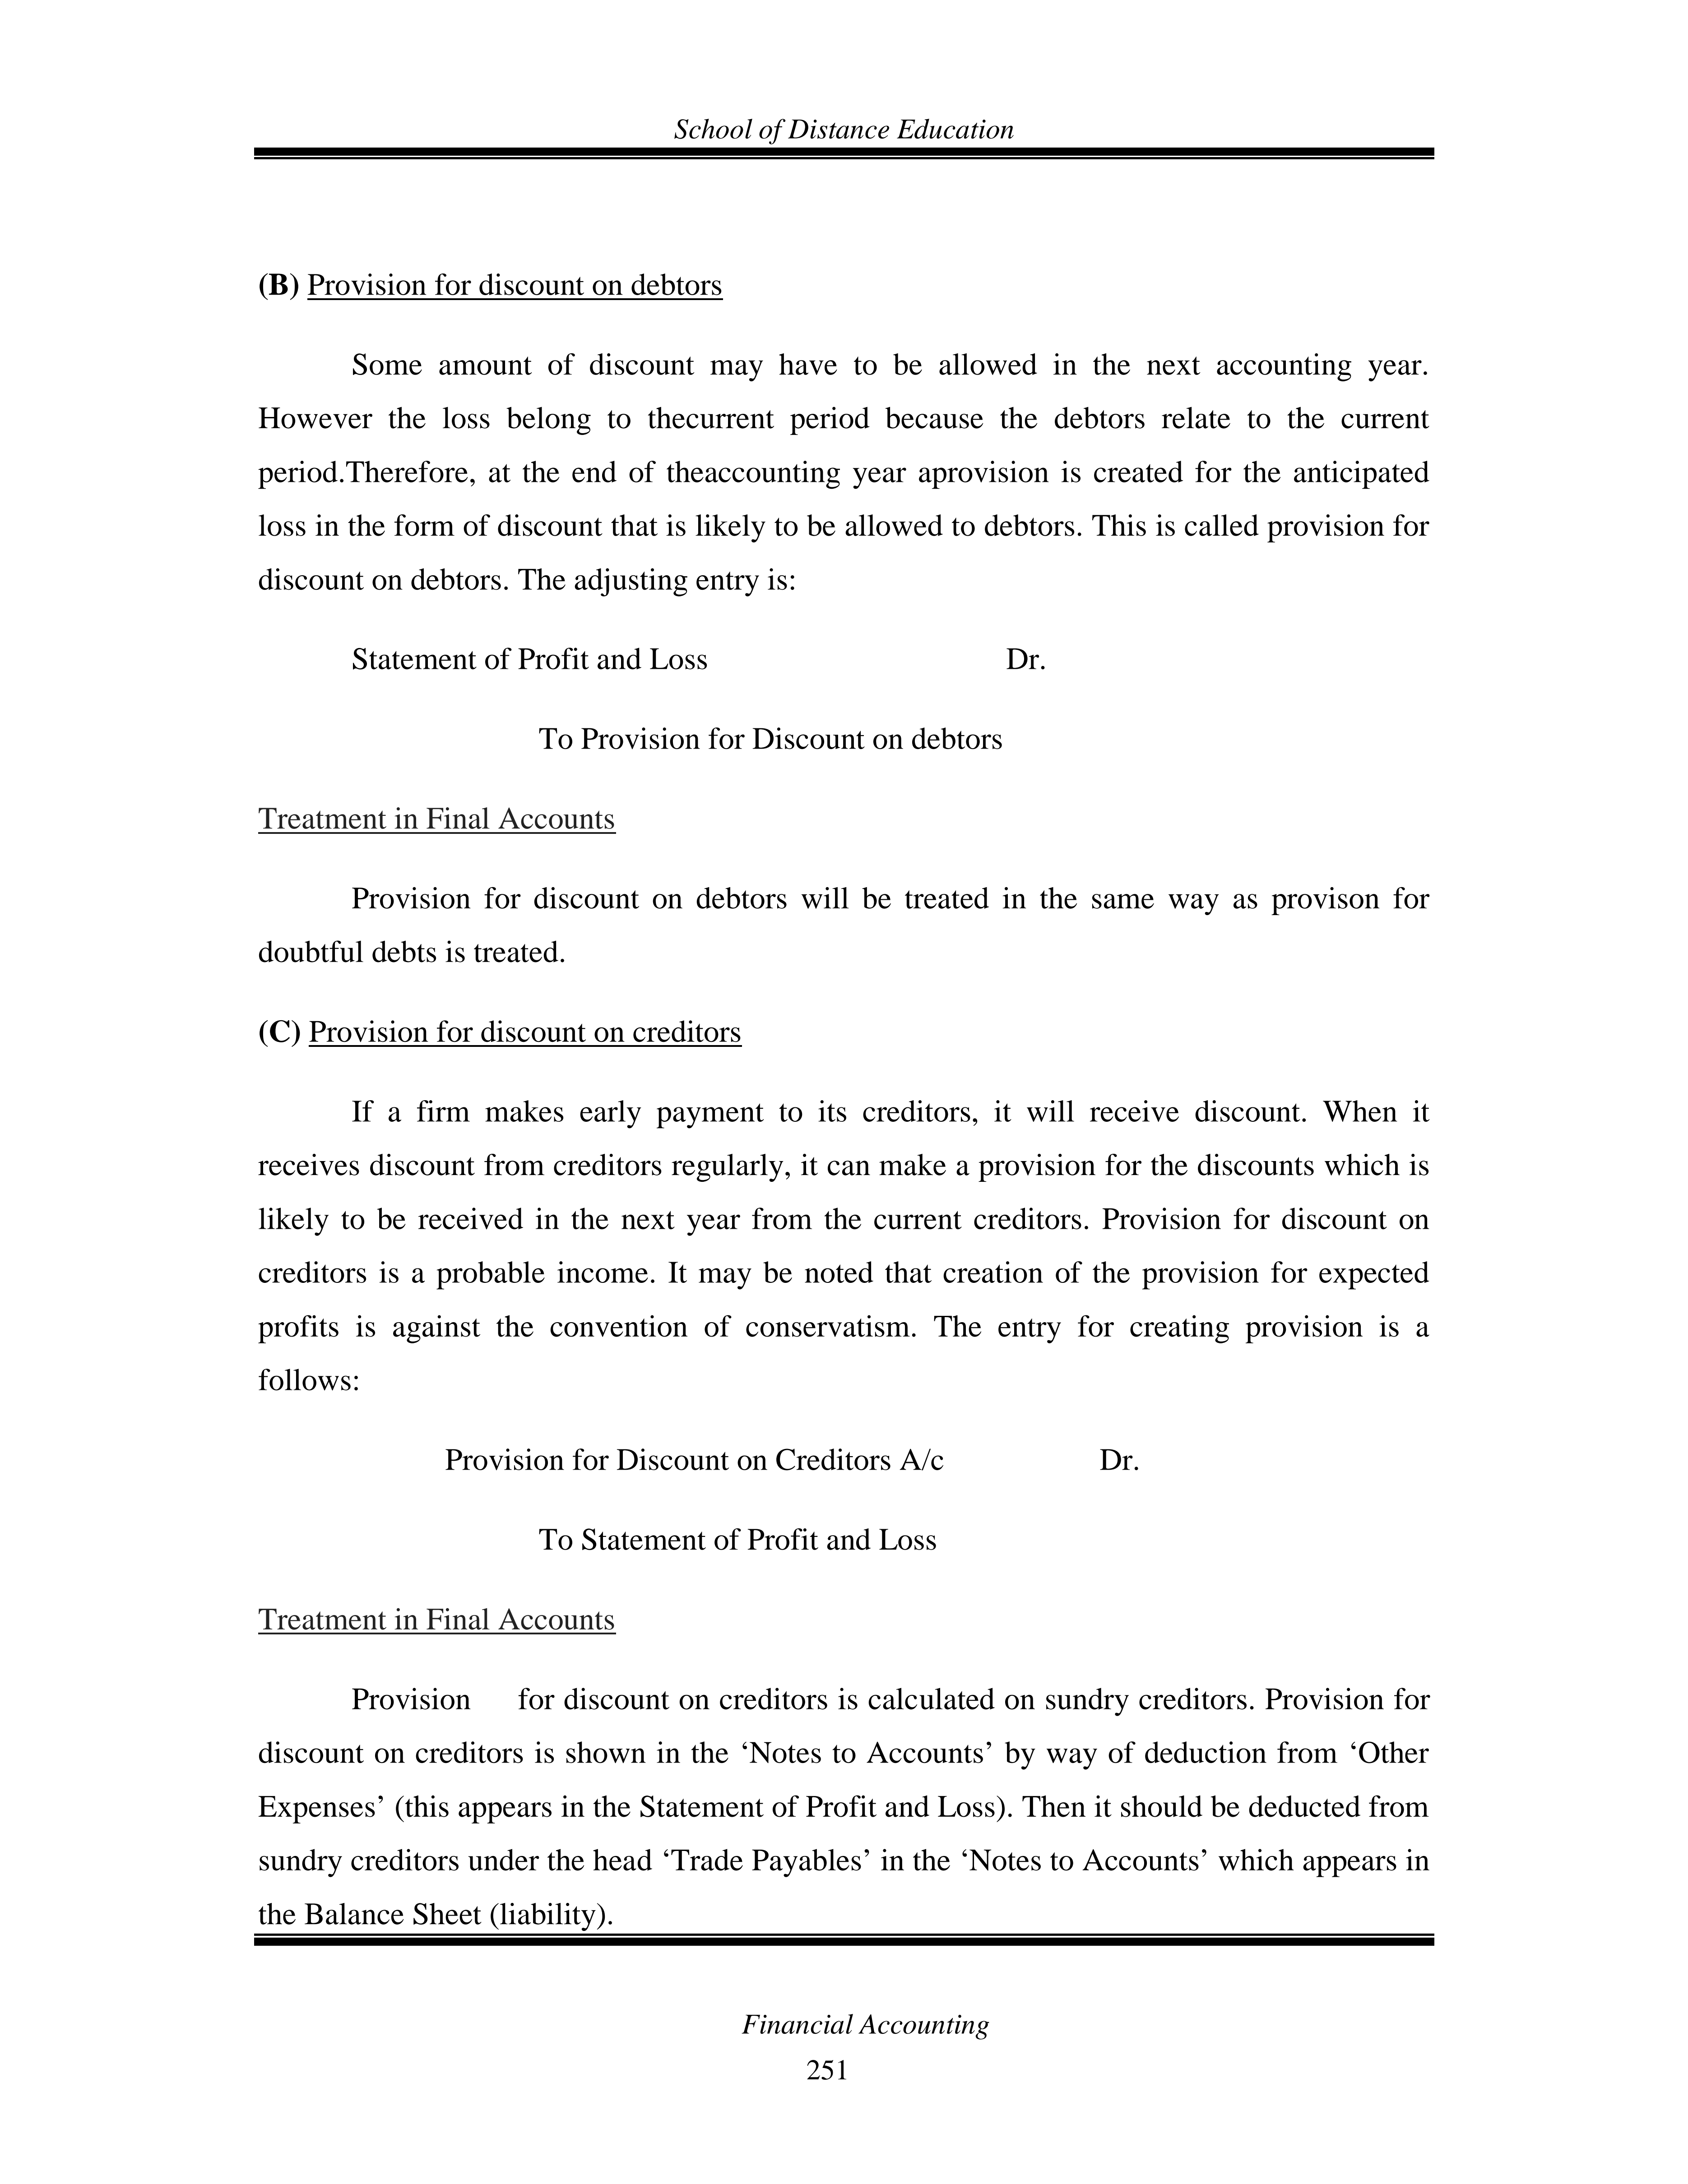 School of Distance Education
(B) Provision for discount on debtors
Some amount of discount may have to be allowed in the next accounting year.
However the loss belong to thecurrent period because the debtors relate to the current
period.Therefore, at the end of theaccounting year aprovision is created for the anticipated
loss in the form of discount that is likely to be allowed to debtors. This is called provision for
discount on debtors. The adjusting entry is:
Statement of Profit and Loss Dr.
To Provision for Discount on debtors
Treatment in Final Accounts
Provision for discount on debtors will be treated in the same way as provison for
doubtful debts is treated.
(C) Provision for discount on creditors
If a firm makes early payment to its creditors, it will receive discount. When it
receives discount from creditors regularly, it can make a provision for the discounts which is
likely to be received in the next year from the current creditors. Provision for discount on
creditors is a probable income. It may be noted that creation of the provision for expected
profits is against the convention of conservatism. The entry for creating provision is a
follows:
Provision for Discount on Creditors A/c Dr.
To Statement of Profit and Loss
Treatment in Final Accounts
Provision for discount on creditors is calculated on sundry creditors. Provision for
discount on creditors is shown in the ‘Notes to Accounts’ by way of deduction from ‘Other
Expenses’ (this appears in the Statement of Profit and Loss). Then it should be deducted from
sundry creditors under the head ‘Trade Payables’ in the ‘Notes to Accounts’ which appears in
the Balance Sheet (liability).
Financial Accounting
251